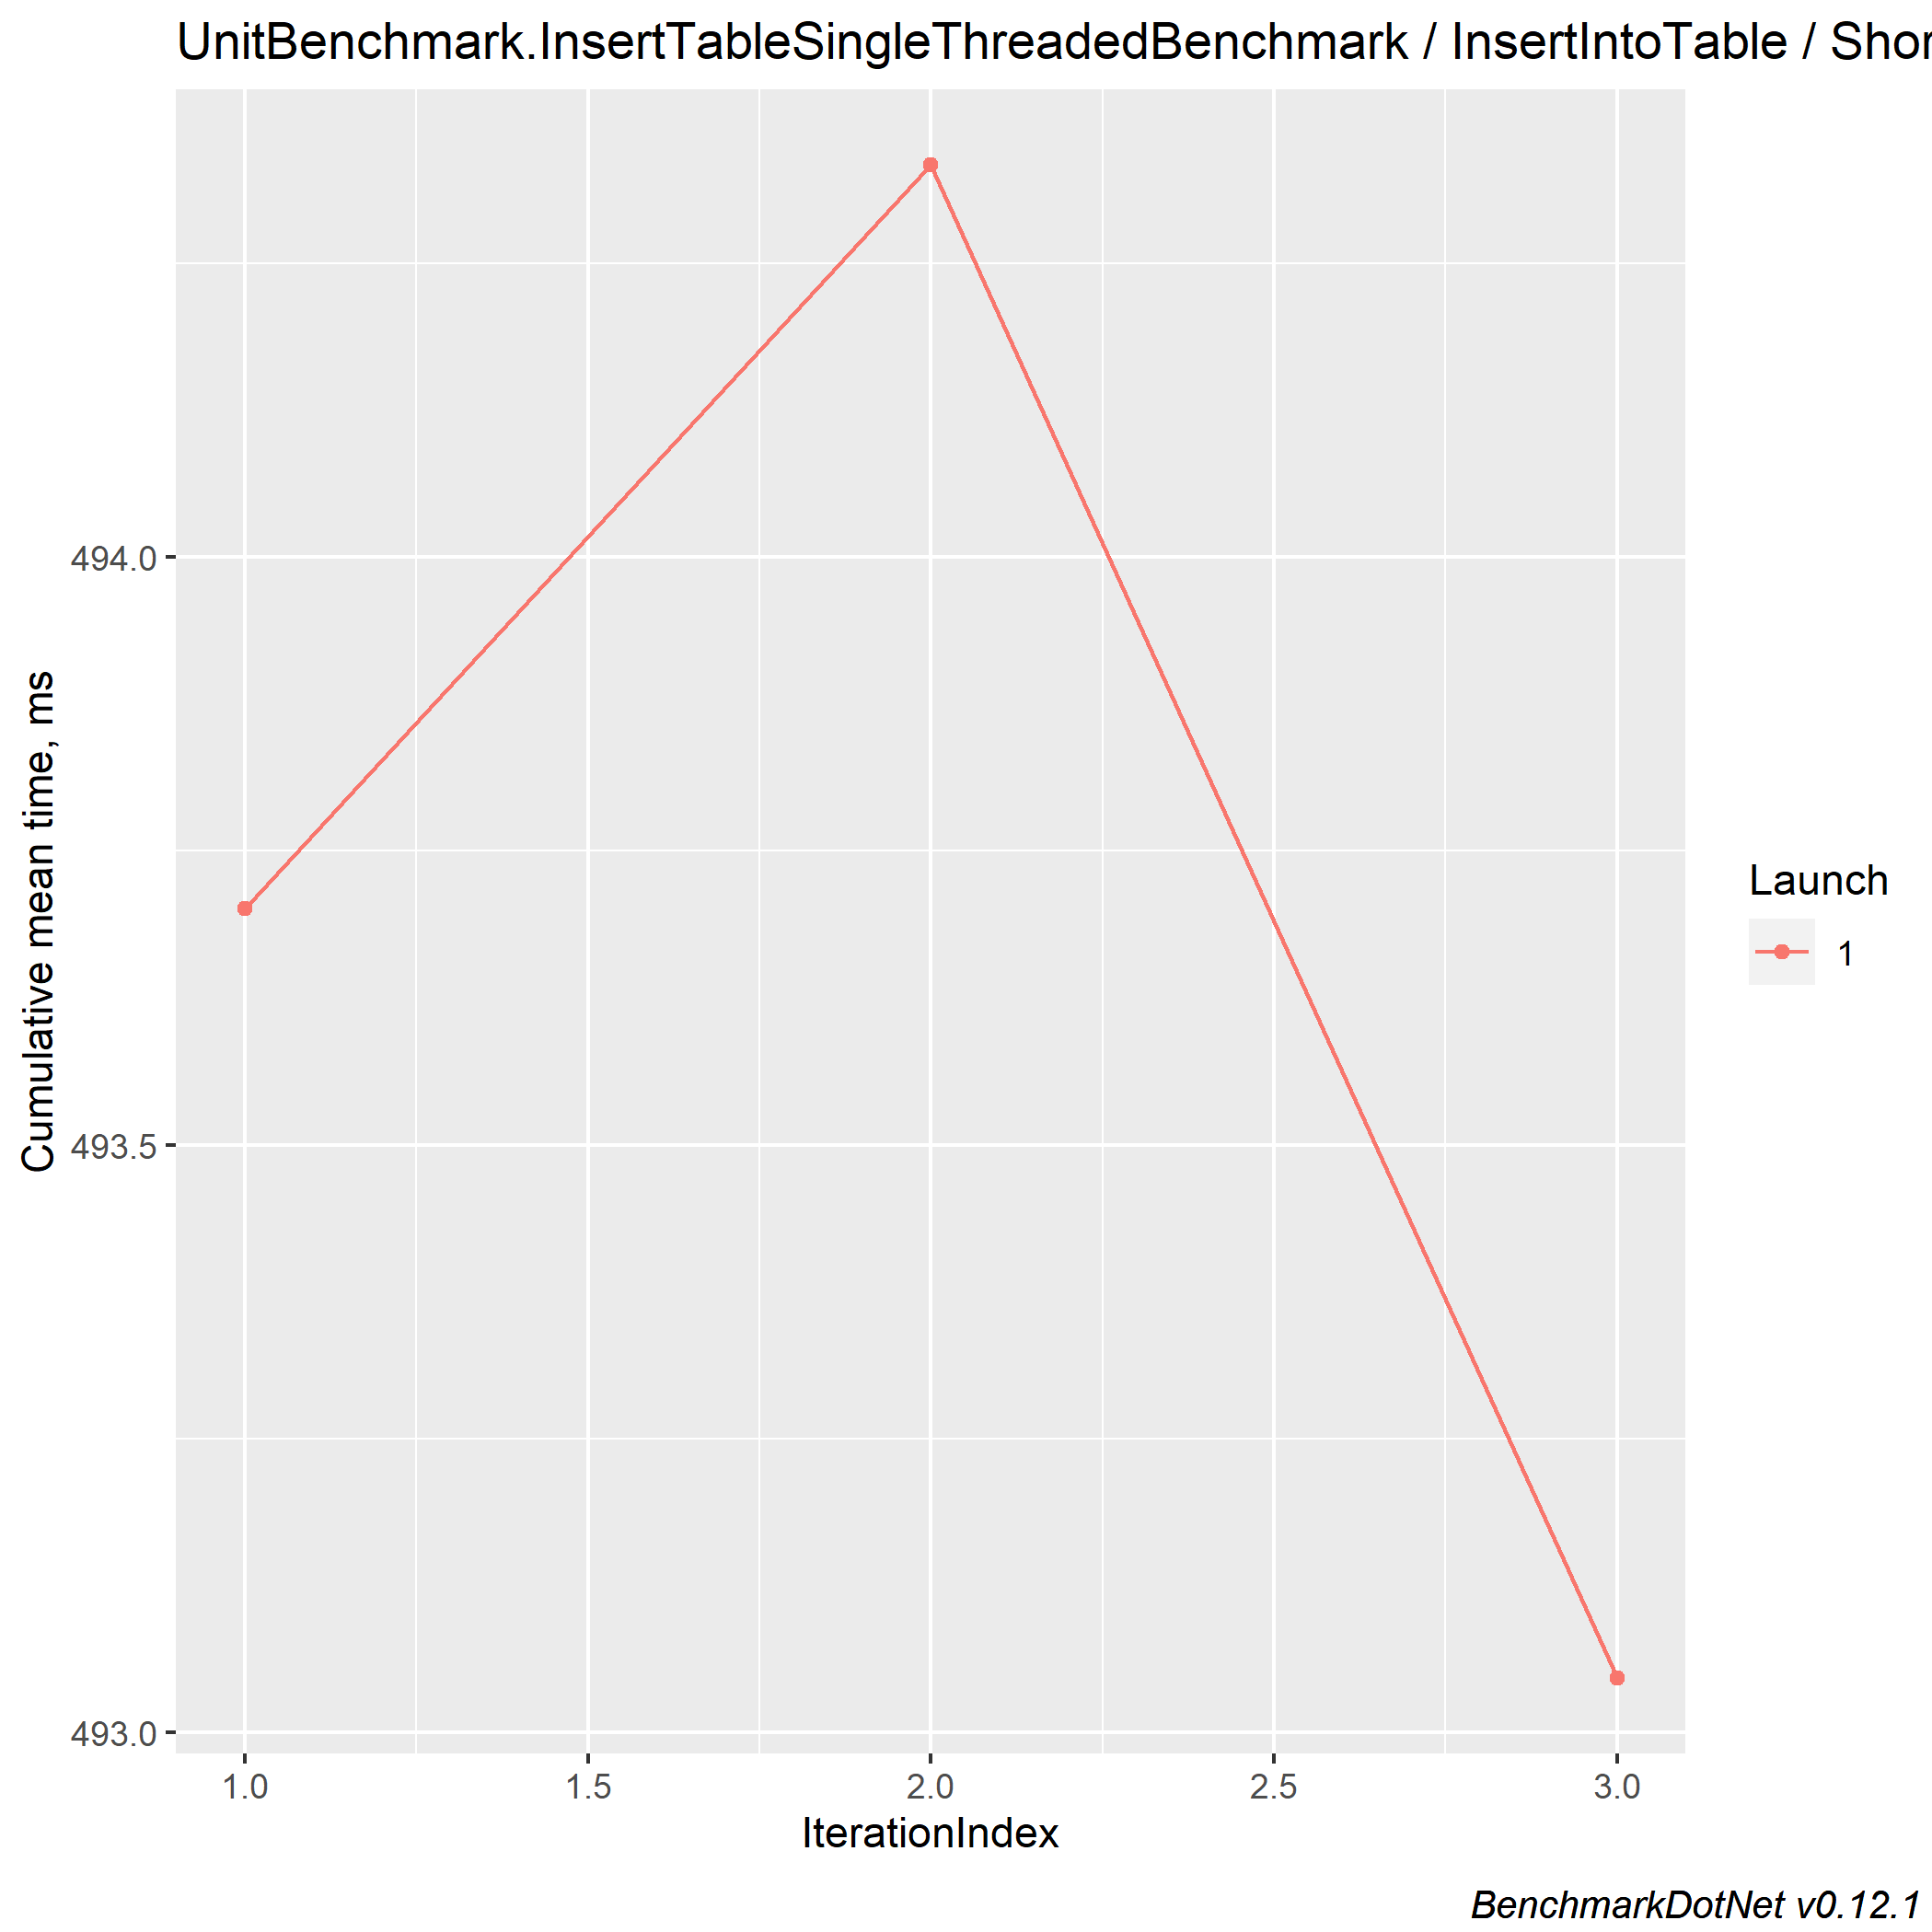 UnitBenchmark.InsertTableSingleThreadedBenchmark / InsertIntoTable / Shor
Cumulative mean time, ms
494.0
493.5
493.0
1.0 1.5 2.0 2.5 3.0
IterationIndex
Launch
1
BenchmarkDotNet v0.12.1